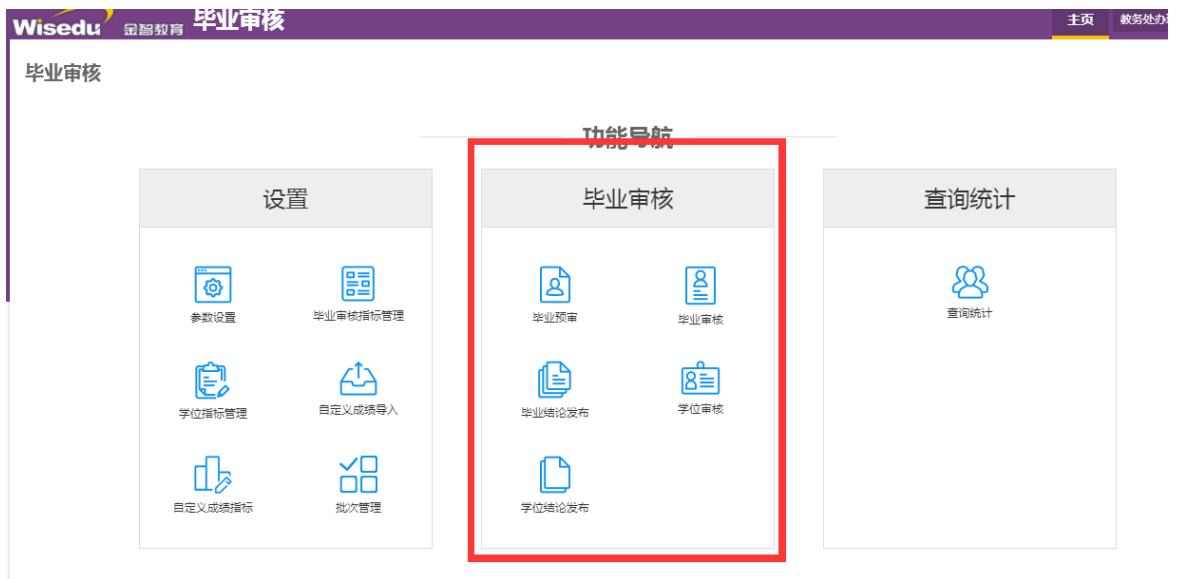 Wisedu 金智教育 毕业审核
主页 教务处办
毕业审核
功能导航
设置
参数设置 毕业审核指标管理
学位指标管理 自定义成绩导入
自定义成绩指标 批次管理
毕业审核
毕业预审 毕业审核
毕业结论发布 学位审核
学位结论发布
查询统计
查询统计